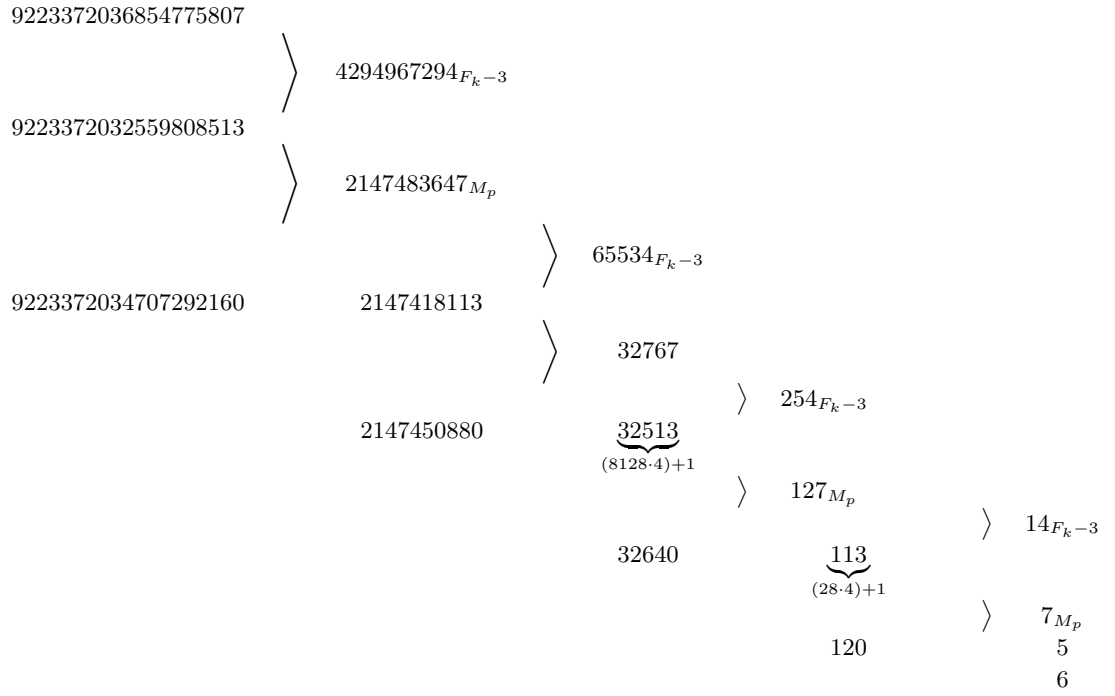 9223372036854775807
⟩ 4294967294_{F_k−3}
9223372032559808513
⟩ 2147483647_{M_p}
⟩ 65534_{F_k−3}
9223372034707292160 2147418113
⟩ 32767
⟩ 254_{F_k−3}
2147450880 32513
(8128·4)+1
⟩ 127_{M_p}
⟩ 14_{F_k−3}
32640 113
(28·4)+1
⟩ 7_{M_p}
120 5
6